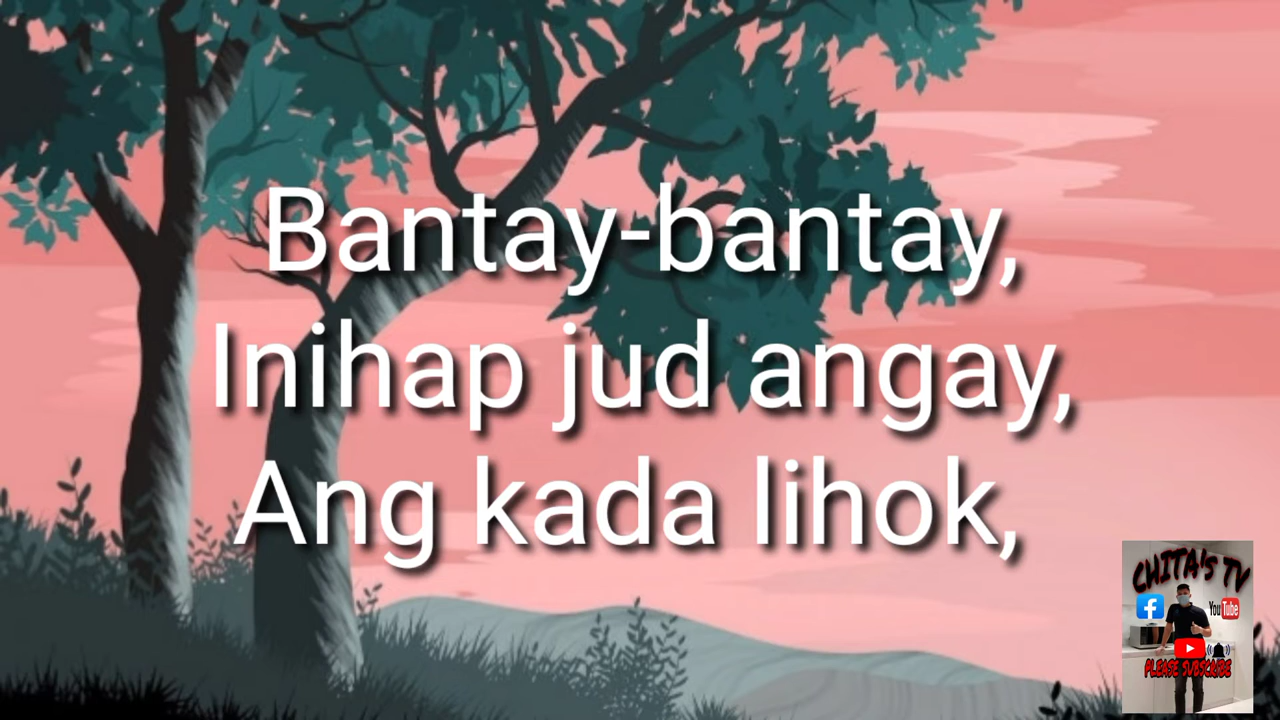 Bantay-bantay,
Inihap jud angay,
Ang kada lihok,
CHITA's TV
YouTube
PLEASE SUBSCRIBE